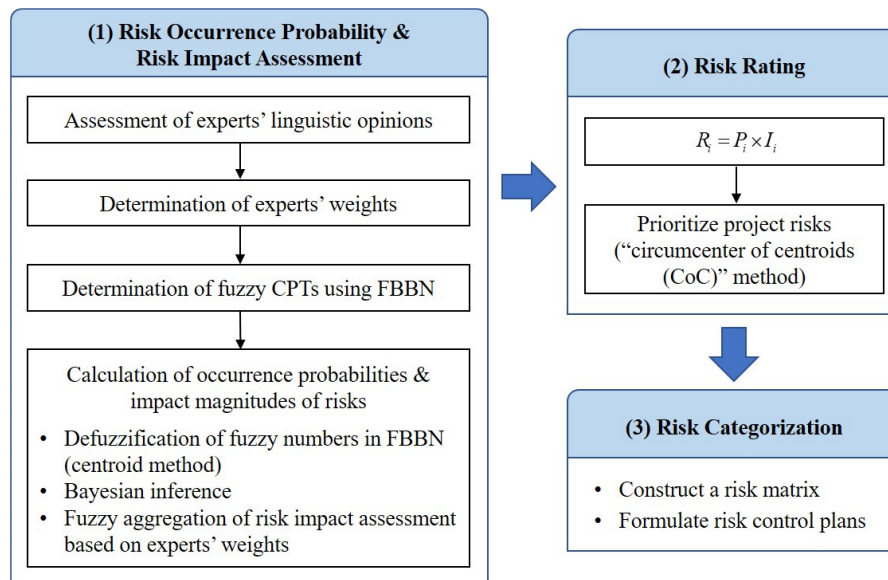 (1) Risk Occurrence Probability &
Risk Impact Assessment
Assessment of experts’ linguistic opinions
Determination of experts’ weights
Determination of fuzzy CPTs using FBBN
Calculation of occurrence probabilities &
impact magnitudes of risks
• Defuzzification of fuzzy numbers in FBBN
(centroid method)
• Bayesian inference
• Fuzzy aggregation of risk impact assessment
based on experts’ weights
(2) Risk Rating
R_i = P_i × I_i
Prioritize project risks
(“circumcenter of centroids
(CoC)” method)
(3) Risk Categorization
• Construct a risk matrix
• Formulate risk control plans